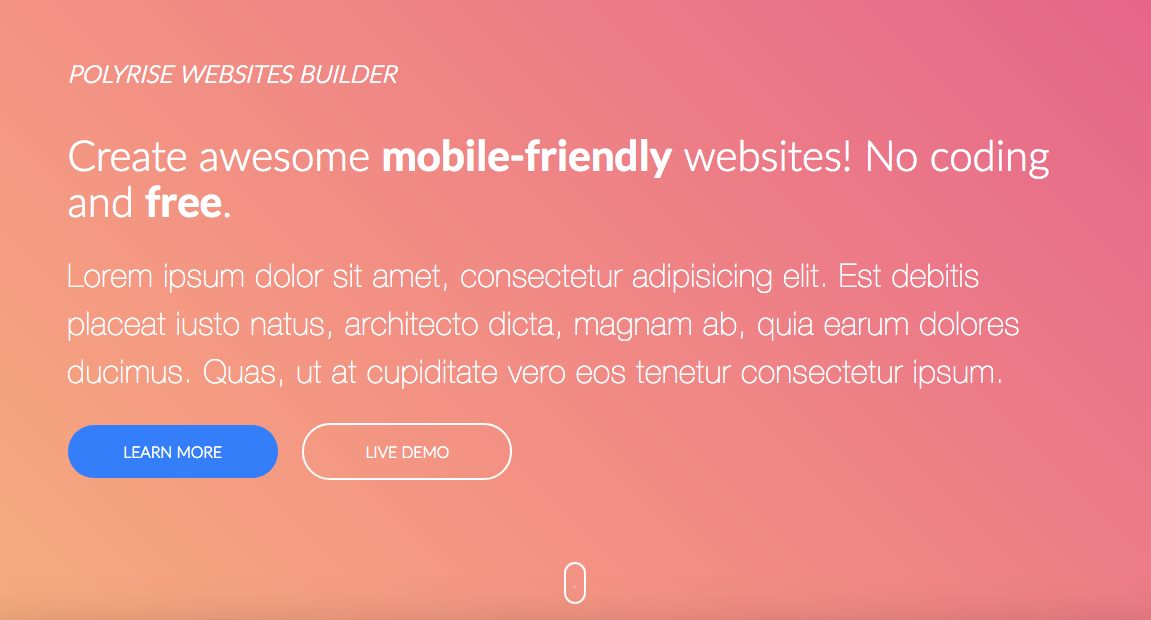 POLYRISE WEBSITES BUILDER
Create awesome mobile-friendly websites! No coding
and free.
Lorem ipsum dolor sit amet, consectetur adipisicing elit. Est debitis
placeat iusto natus, architecto dicta, magnam ab, quia earum dolores
ducimus. Quas, ut at cupiditate vero eos tenetur consectetur ipsum.
LEARN MORE
LIVE DEMO